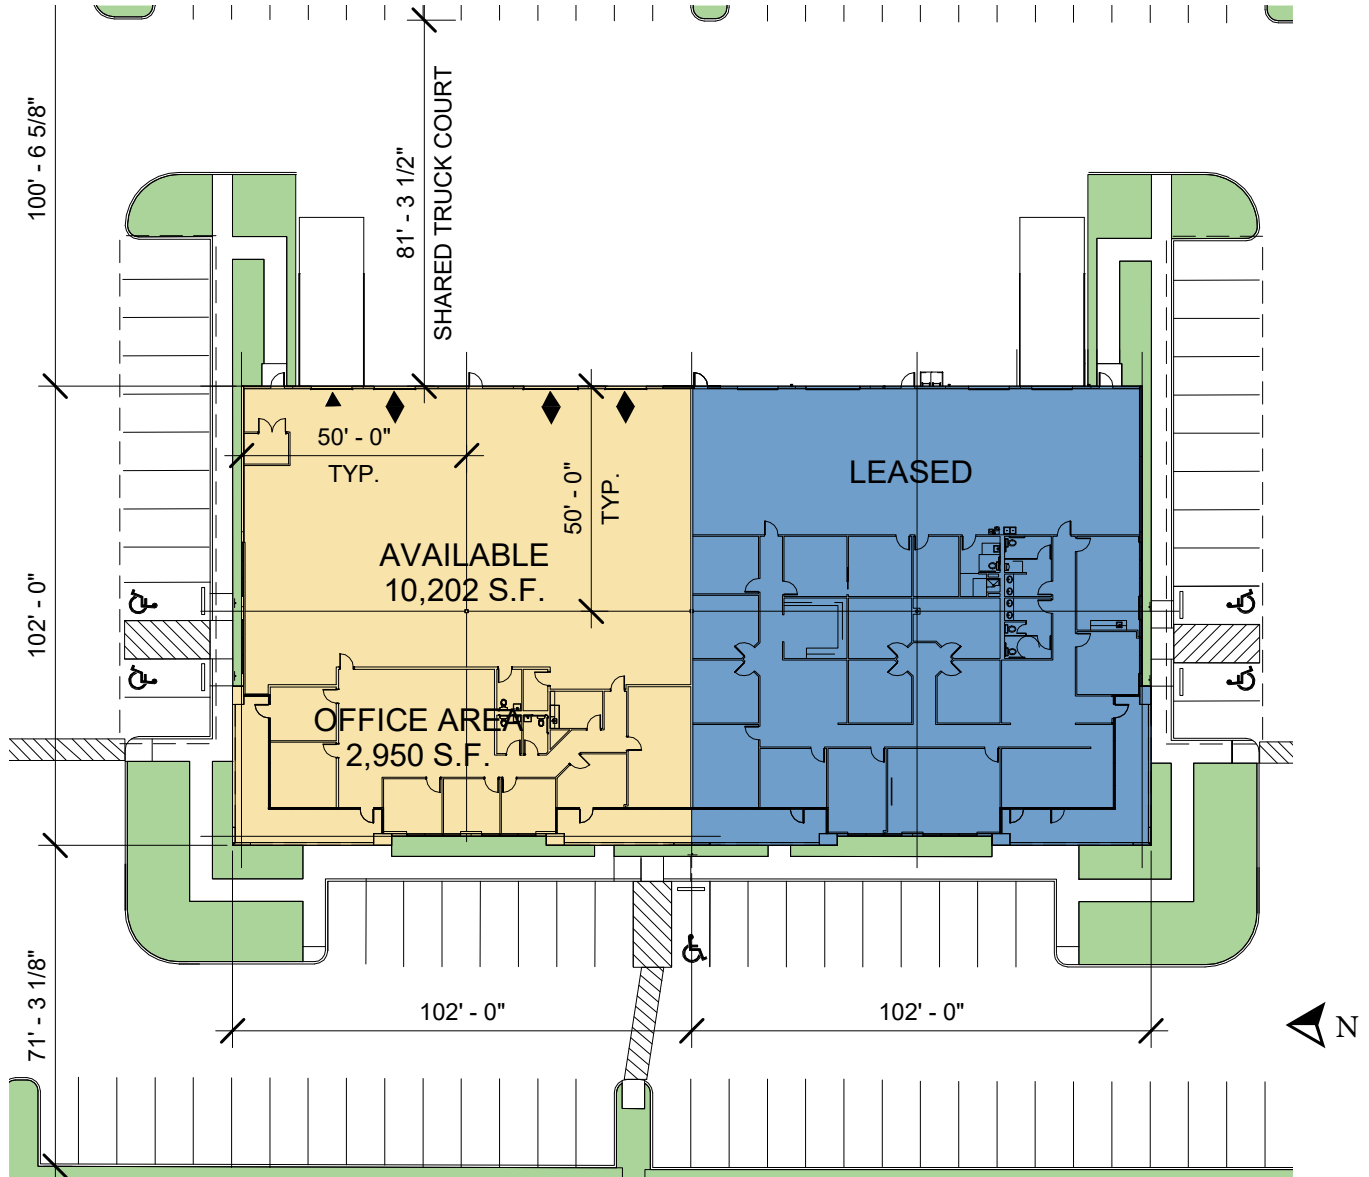 100' - 6 5/8"
81' - 3 1/2"
SHARED TRUCK COURT
50' - 0"
TYP.
50' - 0"
TYP.
LEASED
AVAILABLE
10,202 S.F.
102' - 0"
OFFICE AREA
2,950 S.F.
71' - 3 1/8"
102' - 0"
102' - 0"
N